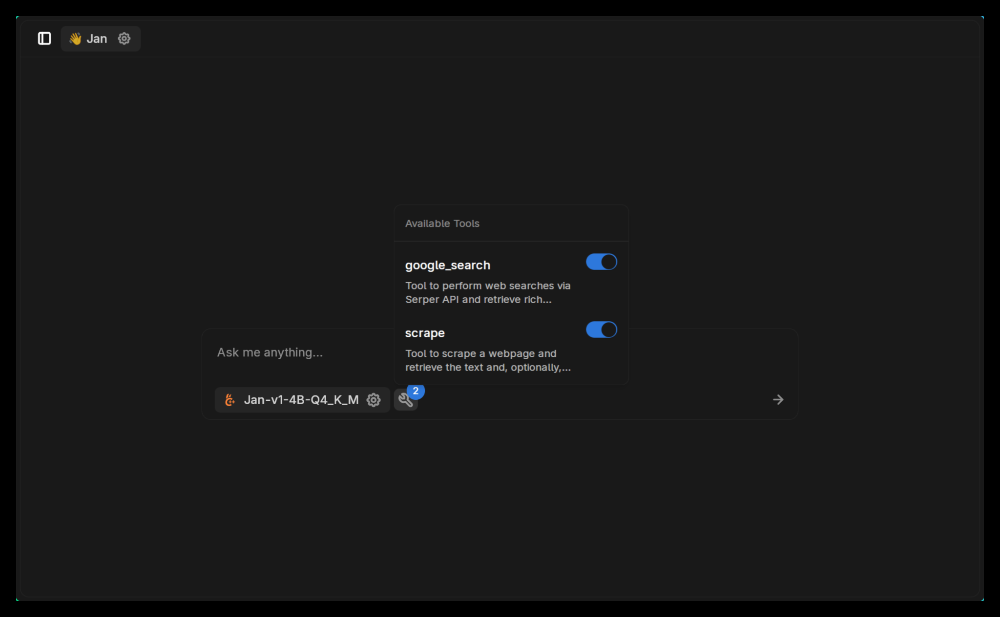 👋 Jan
Available Tools
google_search
Tool to perform web searches via
Serper API and retrieve rich...
scrape
Tool to scrape a webpage and
retrieve the text and, optionally,...
Ask me anything...
Jan-v1-4B-Q4_K_M
2